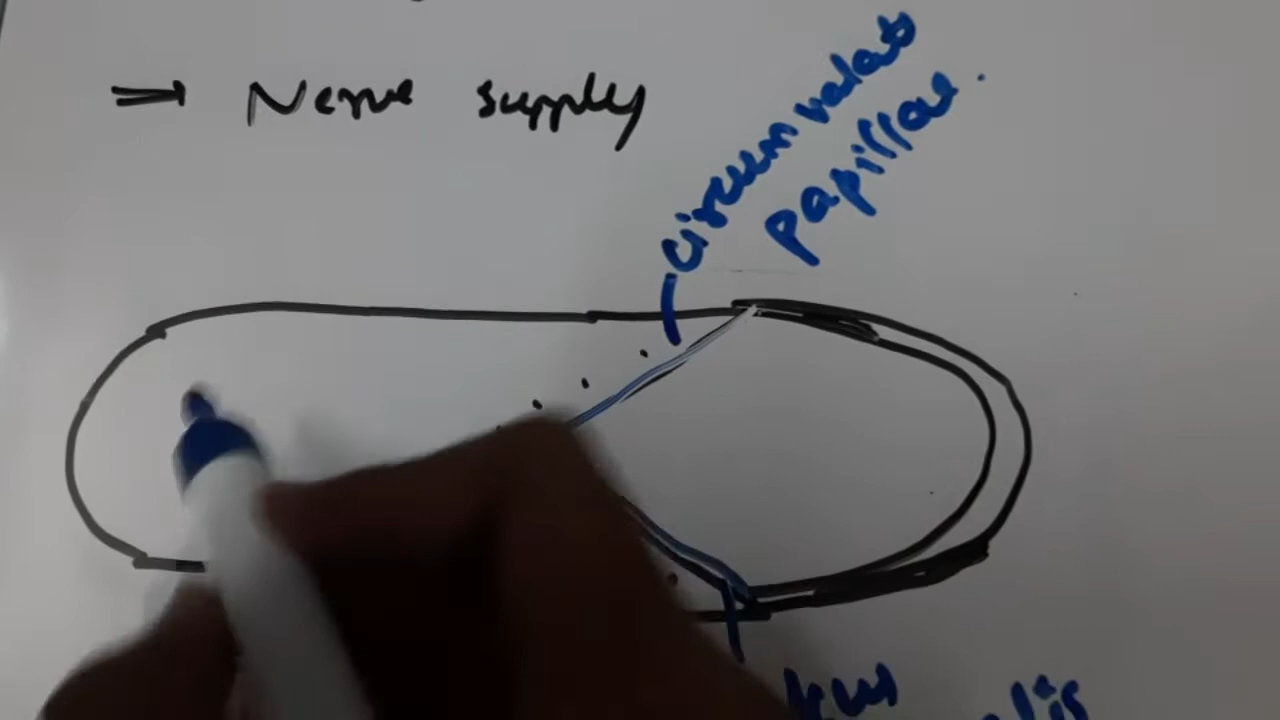 ⇒ Nerve supply
circumvalate
papillae.